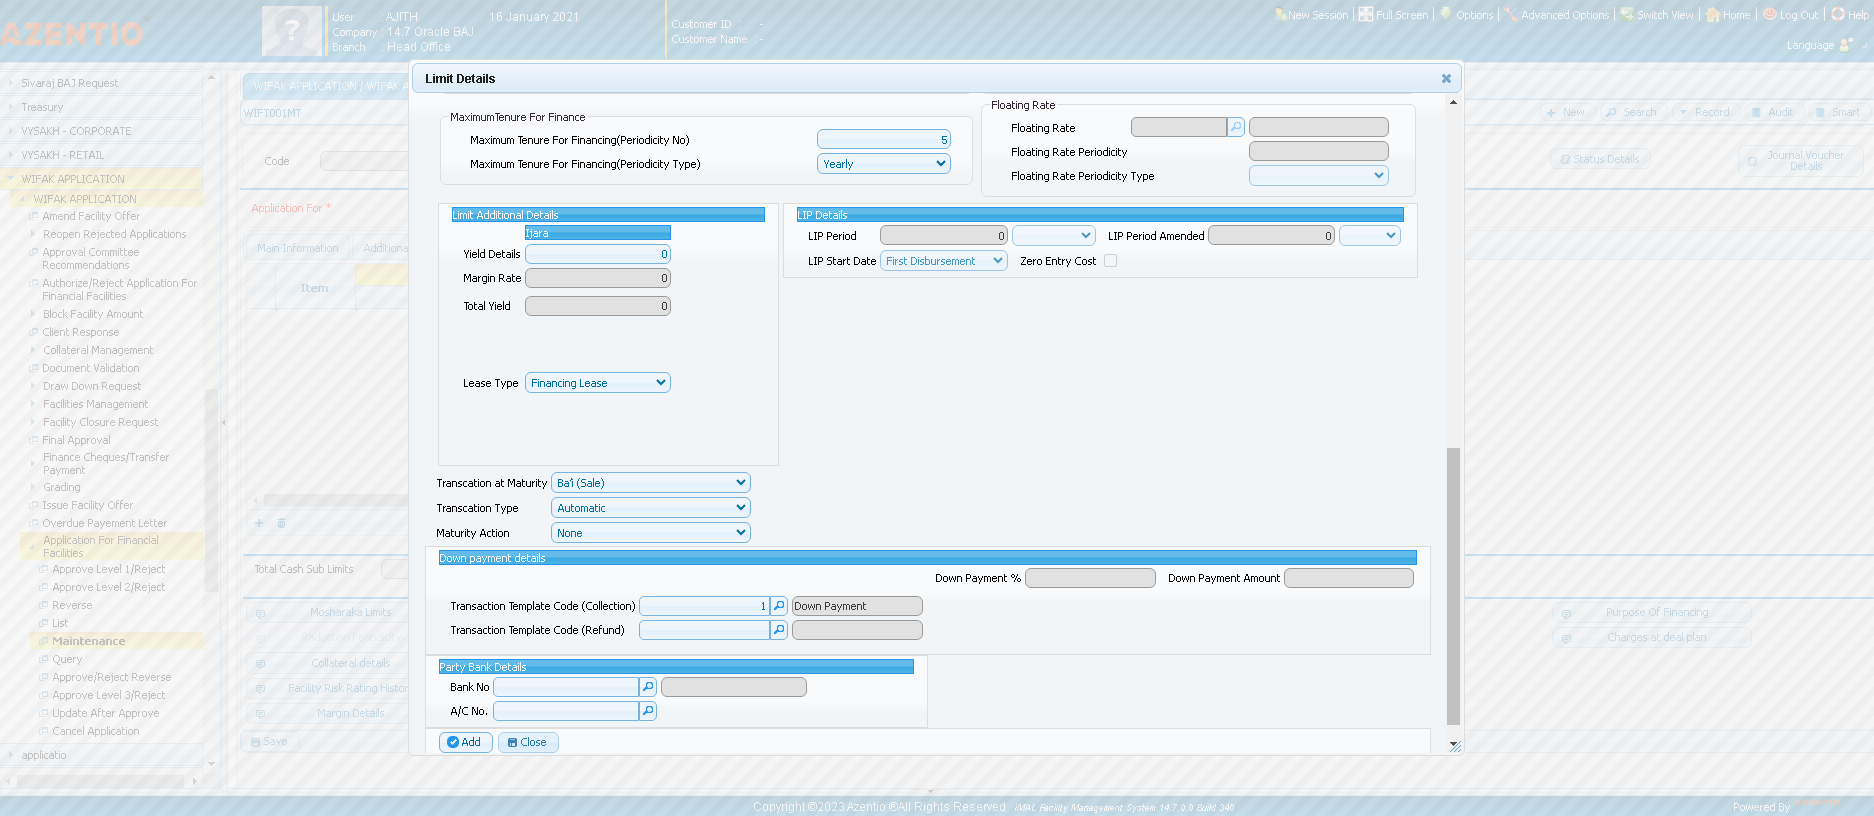 AZENTIO
User : AJITH 16 January 2021
Company : 14.7 Oracle BAJ
Branch : Head Office
Customer ID : -
Customer Name : -
New Session
Full Screen
Options
Advanced Options
Switch View
Home
Log Out
Help
Language
Sivaraj BAJ Request
Treasury
VYSAKH - CORPORATE
VYSAKH - RETAIL
WIFAK APPLICATION
WIFAK APPLICATION
Amend Facility Offer
Reopen Rejected Applications
Approval Committee
Recommendations
Authorize/Reject Application For
Financial Facilities
Block Facility Amount
Client Response
Collateral Management
Document Validation
Draw Down Request
Facilities Management
Facility Closure Request
Final Approval
Finance Cheques/Transfer
Payment
Grading
Issue Facility Offer
Overdue Payement Letter
Application For Financial
Facilities
Approve Level 1/Reject
Approve Level 2/Reject
Reverse
List
Maintenance
Query
Approve/Reject Reverse
Approve Level 3/Reject
Update After Approve
Cancel Application
applicatio
WIFAK APPLICATION / WIFAK A
WIFT001MT
New
Search
Record
Audit
Smart
Code
Status Details
Journal Voucher
Details
Application For *
Main Information
Additiona
Item
Total Cash Sub Limits
Mosharaka Limits
Collateral details
Facility Risk Rating Histor
Margin Details
Purpose Of Financing
Charges at deal plan
Save
Limit Details
MaximumTenure For Finance
Maximum Tenure For Financing(Periodicity No) 5
Maximum Tenure For Financing(Periodicity Type) Yearly
Floating Rate
Floating Rate
Floating Rate Periodicity
Floating Rate Periodicity Type
Limit Additional Details
Ijara
Yield Details 0
Margin Rate 0
Total Yield 0
Lease Type Financing Lease
LIP Details
LIP Period 0 LIP Period Amended 0
LIP Start Date First Disbursement Zero Entry Cost
Transcation at Maturity Ba'i (Sale)
Transcation Type Automatic
Maturity Action None
Down payment details
Down Payment % Down Payment Amount
Transaction Template Code (Collection) 1 Down Payment
Transaction Template Code (Refund)
Party Bank Details
Bank No
A/C No.
Add Close
Copyright ©2023 Azentio ®All Rights Reserved iMAL Facility Management System 14.7.0.0 Build 340
Powered By